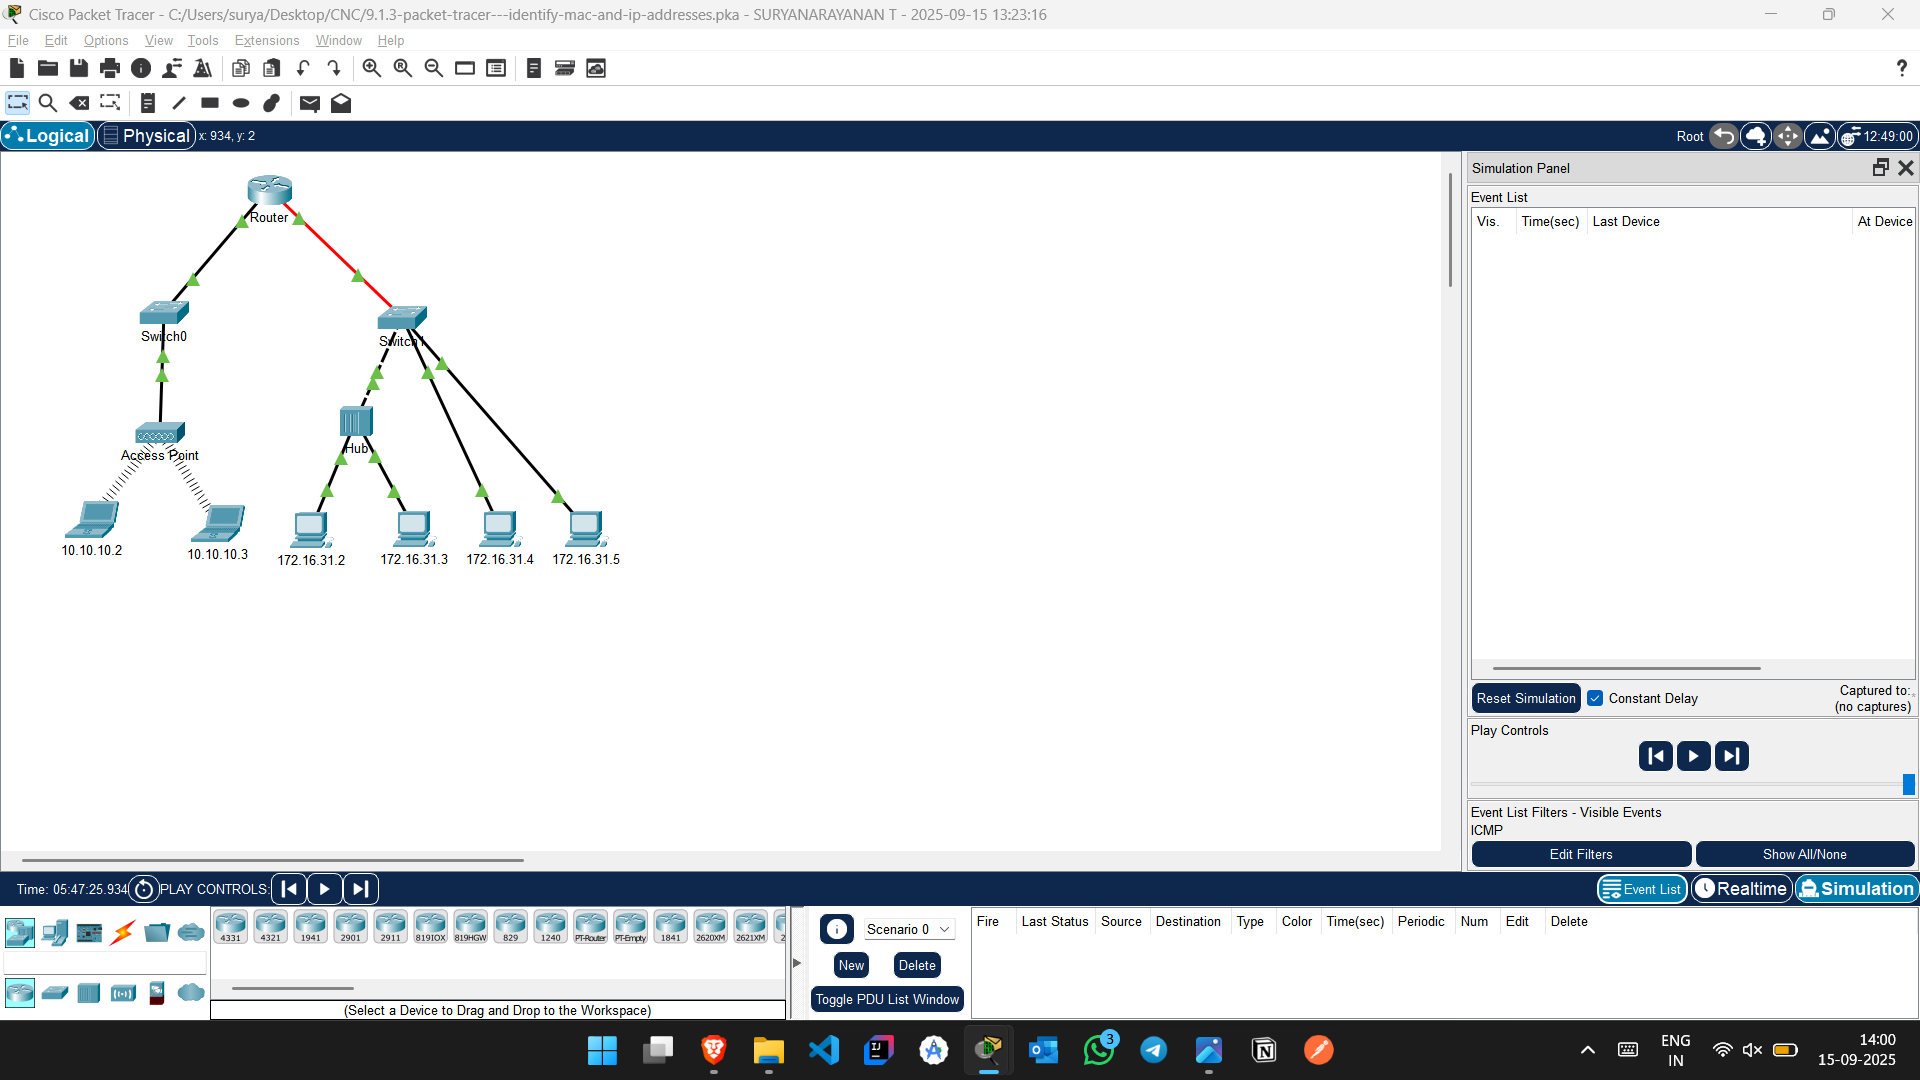 Cisco Packet Tracer - C:/Users/surya/Desktop/CNC/9.1.3-packet-tracer---identify-mac-and-ip-addresses.pka - SURYANARAYANAN T - 2025-09-15 13:23:16
File Edit Options View Tools Extensions Window Help
?
Logical Physical x: 934, y: 2 Root 12:49:00
Simulation Panel
Event List
Vis. Time(sec) Last Device At Device
Router
Switch0
Switch1
Hub
Access Point
10.10.10.2
10.10.10.3
172.16.31.2
172.16.31.3
172.16.31.4
172.16.31.5
Reset Simulation Constant Delay Captured to:
(no captures)
Play Controls
Event List Filters - Visible Events
ICMP
Edit Filters Show All/None
Time: 05:47:25.934 PLAY CONTROLS: Event List Realtime Simulation
4331 4321 1941 2901 2911 819IOX 819HGW 829 1240 PT-Router PT-Empty 1841 2620XM 2621XM 2
(Select a Device to Drag and Drop to the Workspace)
Scenario 0
New Delete
Toggle PDU List Window
Fire Last Status Source Destination Type Color Time(sec) Periodic Num Edit Delete
3
ENG
IN
14:00
15-09-2025